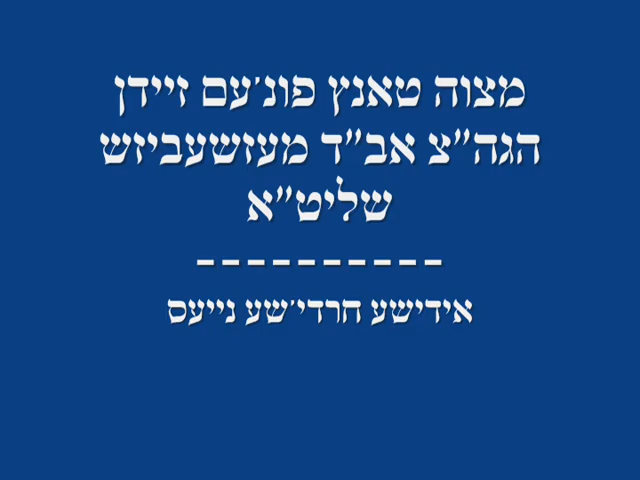 מצוה טאנץ פונ׳עם זיידן
הגה״צ אב״ד מעזשעביזש
שליט״א
----------
אידישע חרדי׳שע נייעס